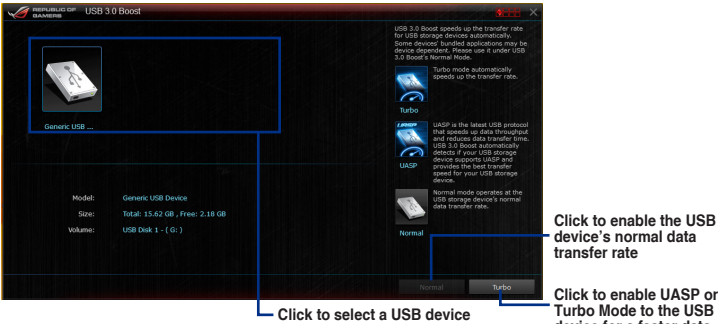 REPUBLIC OF
GAMERS
USB 3.0 Boost
USB 3.0 Boost speeds up the transfer rate
for USB storage devices automatically.
Some devices' bundled applications may be
device dependent. Please use it under USB
3.0 Boost's Normal Mode.
Generic USB ...
Turbo mode automatically
speeds up the transfer rate.
Turbo
UASP is the latest USB protocol
that speeds up data throughput
and reduces data transfer time.
USB 3.0 Boost automatically
detects if your USB storage
device supports UASP and
provides the best transfer
speed for your USB storage
device.
UASP
UASP
Normal mode operates at the
USB storage device's normal
data transfer rate.
Normal
Model: Generic USB Device
Size: Total: 15.62 GB , Free: 2.18 GB
Volume: USB Disk 1 - ( G: )
Normal
Turbo
Click to enable the USB
device's normal data
transfer rate
Click to select a USB device
Click to enable UASP or
Turbo Mode to the USB
device for a faster data